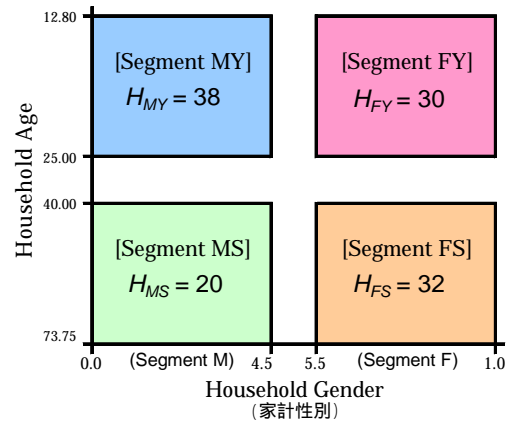 12.80
[Segment MY]
H_MY = 38
[Segment FY]
H_FY = 30
25.00
Household Age
40.00
[Segment MS]
H_MS = 20
[Segment FS]
H_FS = 32
73.75
0.0
(Segment M)
4.5
5.5
(Segment F)
1.0
Household Gender
(家計性別)